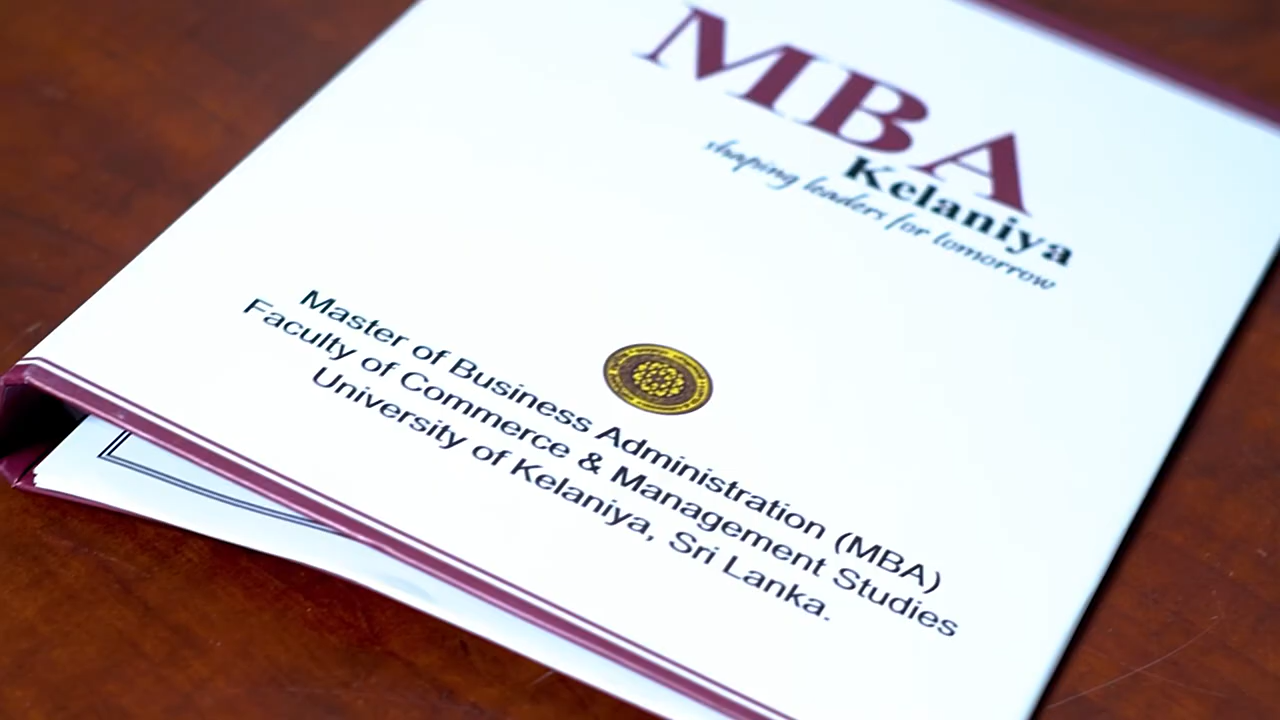 MBA
Kelaniya
shaping leaders for tomorrow
Master of Business Administration (MBA)
Faculty of Commerce & Management Studies
University of Kelaniya, Sri Lanka.